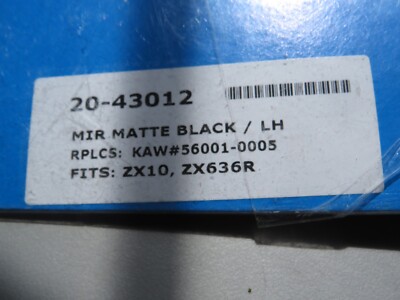 20-43012
MIR MATTE BLACK / LH
RPLCS: KAW#56001-0005
FITS: ZX10, ZX636R